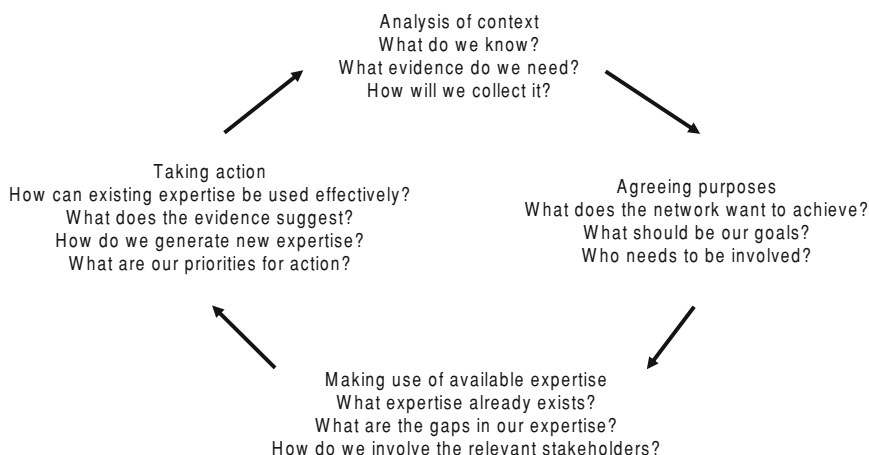 Analysis of context
What do we know?
What evidence do we need?
How will we collect it?
Agreeing purposes
What does the network want to achieve?
What should be our goals?
Who needs to be involved?
Making use of available expertise
What expertise already exists?
What are the gaps in our expertise?
How do we involve the relevant stakeholders?
Taking action
How can existing expertise be used effectively?
What does the evidence suggest?
How do we generate new expertise?
What are our priorities for action?